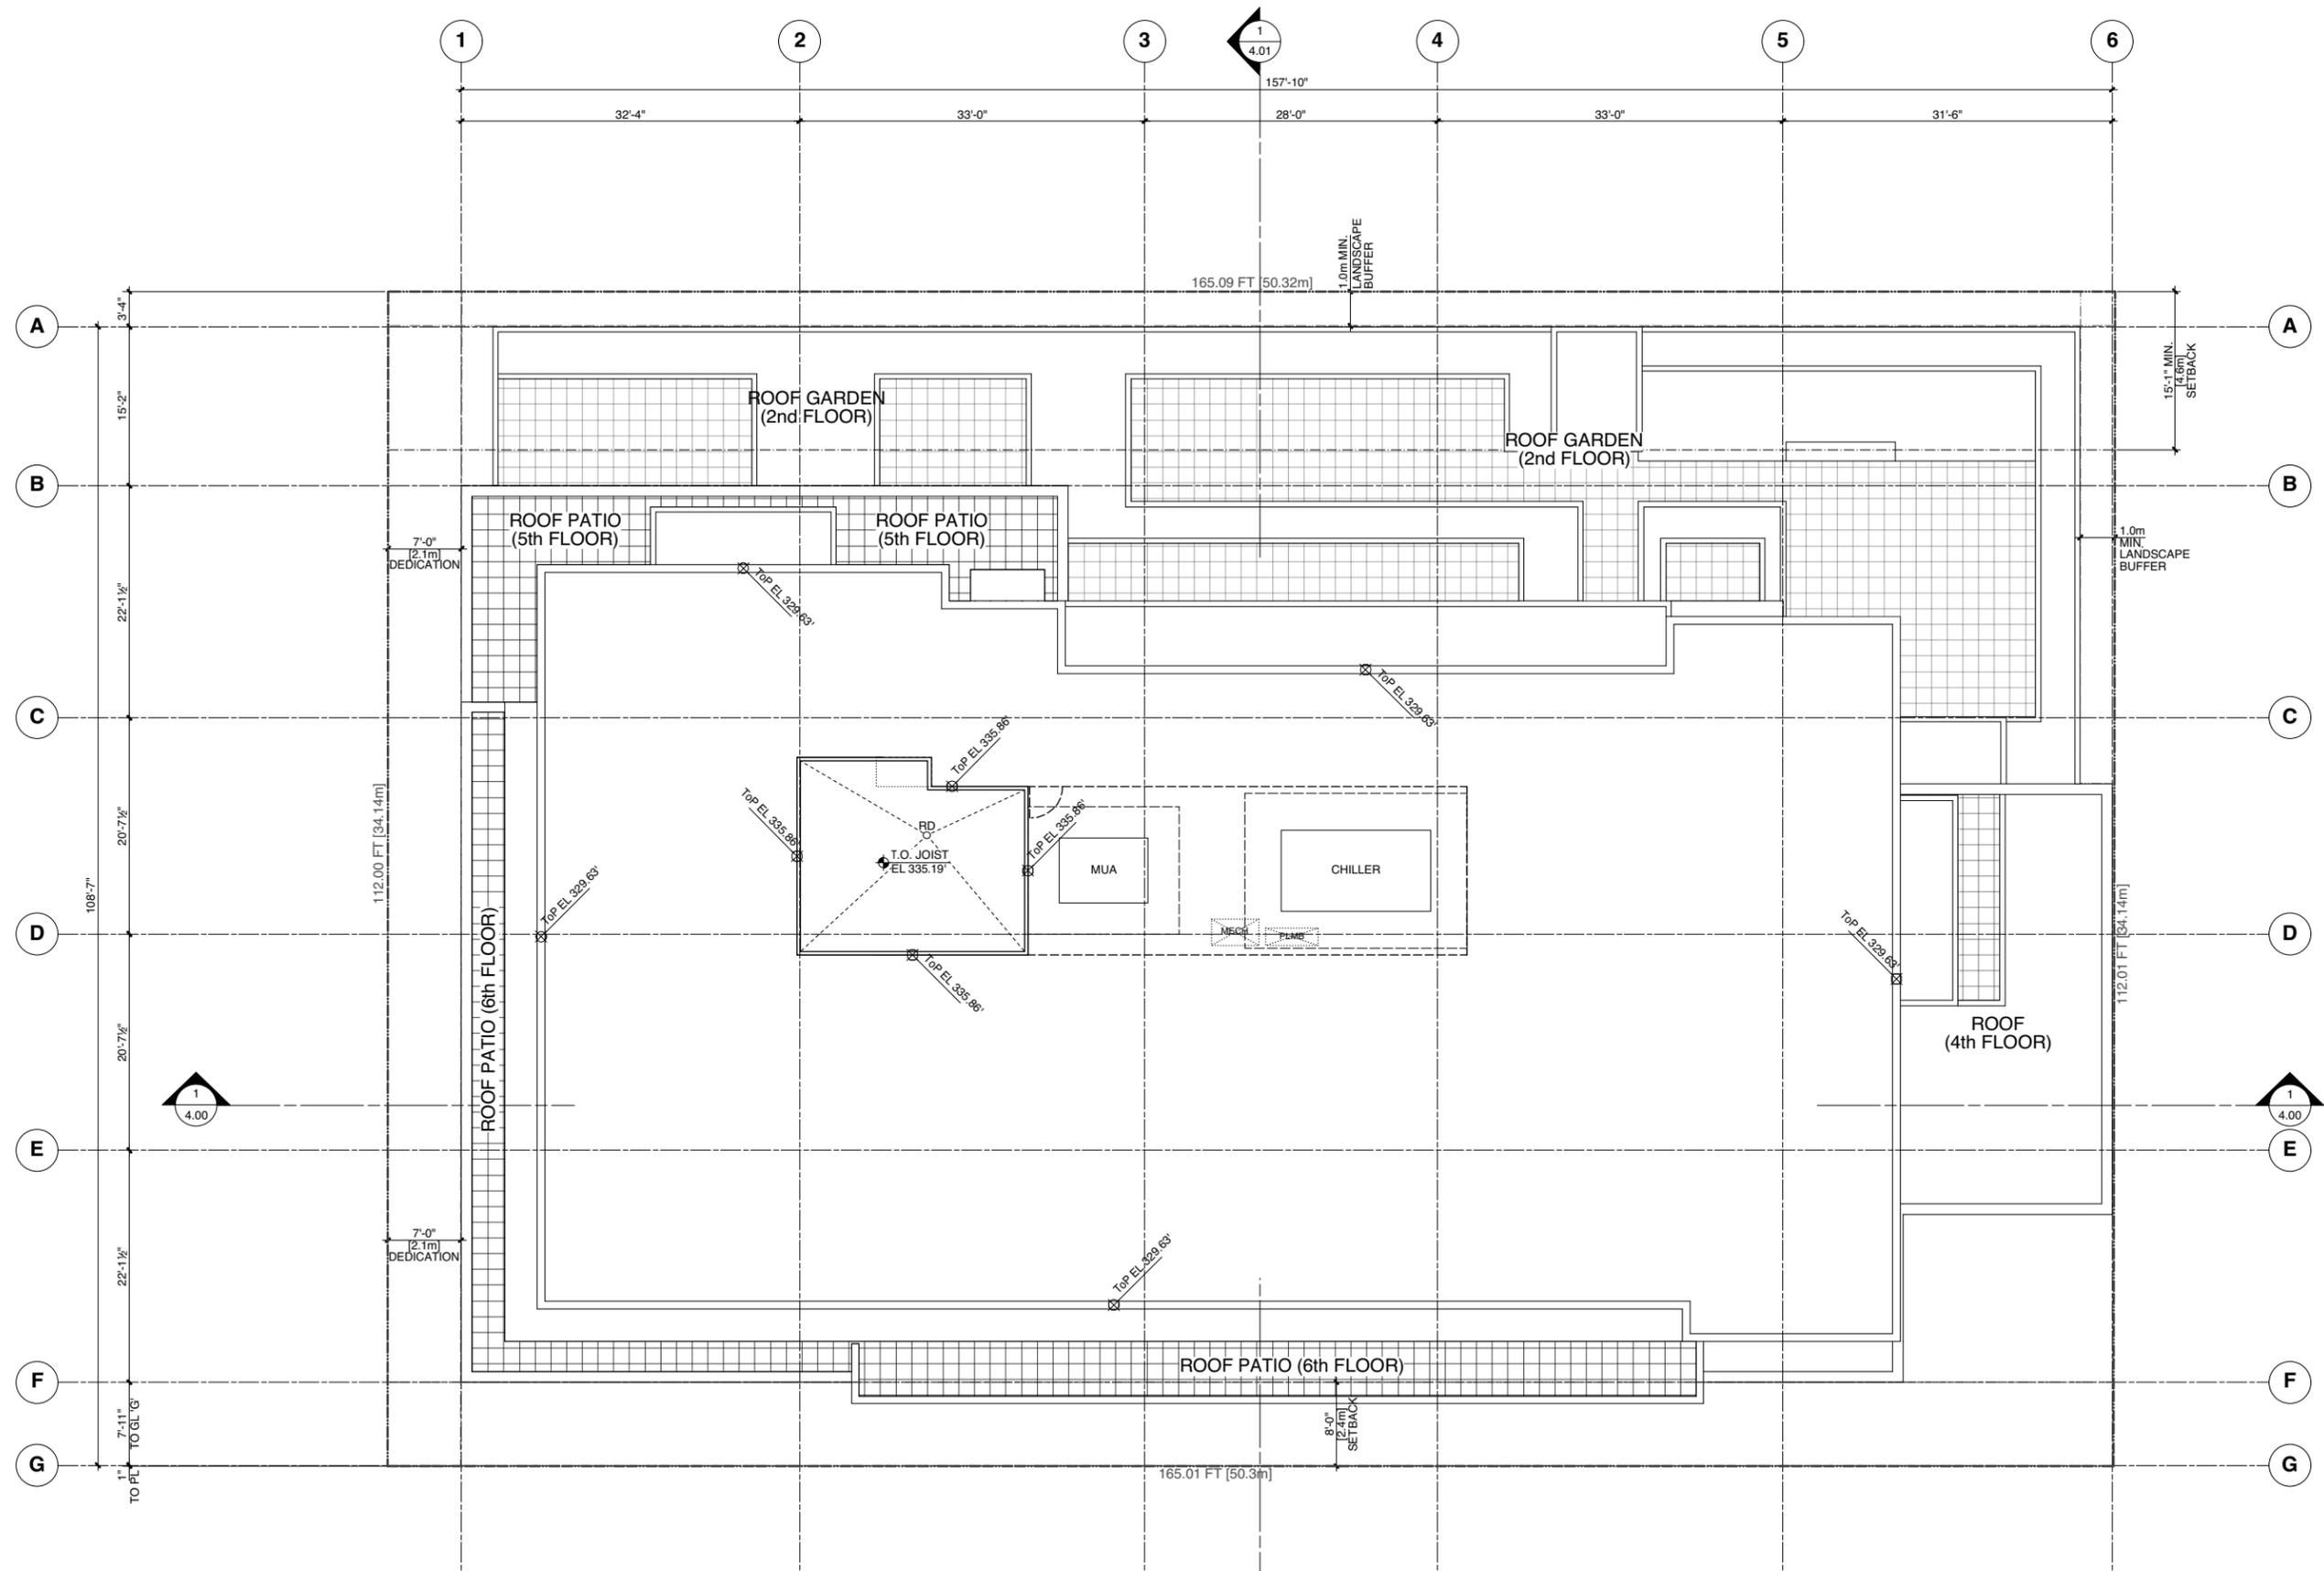 1
2
3
1
4.01
4
5
6
157'-10"
32'-4"
33'-0"
28'-0"
33'-0"
31'-6"
1.0m MIN.
LANDSCAPE
BUFFER
165.09 FT [50.32m]
3'-4"
A
A
15'-1" MIN.
[4.6m]
SETBACK
15'-2"
ROOF GARDEN
(2nd FLOOR)
ROOF GARDEN
(2nd FLOOR)
B
B
ROOF PATIO
(5th FLOOR)
ROOF PATIO
(5th FLOOR)
7'-0"
[2.1m]
DEDICATION
1.0m
MIN.
LANDSCAPE
BUFFER
22'-1½"
ToP EL 329.63'
ToP EL 329.63'
C
C
ToP EL 335.86'
ToP EL 335.86'
ToP EL 335.86'
20'-7½"
112.00 FT [34.14m]
RD
T.O. JOIST
EL 335.19'
MUA
CHILLER
108'-7"
ToP EL 329.63'
D
MECH
PLMB
ToP EL 329.63'
D
112.01 FT [34.14m]
ToP EL 335.86'
ROOF PATIO (6th FLOOR)
ROOF
(4th FLOOR)
20'-7½"
1
4.00
1
4.00
E
E
7'-0"
[2.1m]
DEDICATION
22'-1½"
ToP EL 329.63'
ROOF PATIO (6th FLOOR)
F
F
7'-11"
TO GL 'G'
8'-0"
[2.4m]
SETBACK
G
G
1"
TO PL
165.01 FT [50.3m]